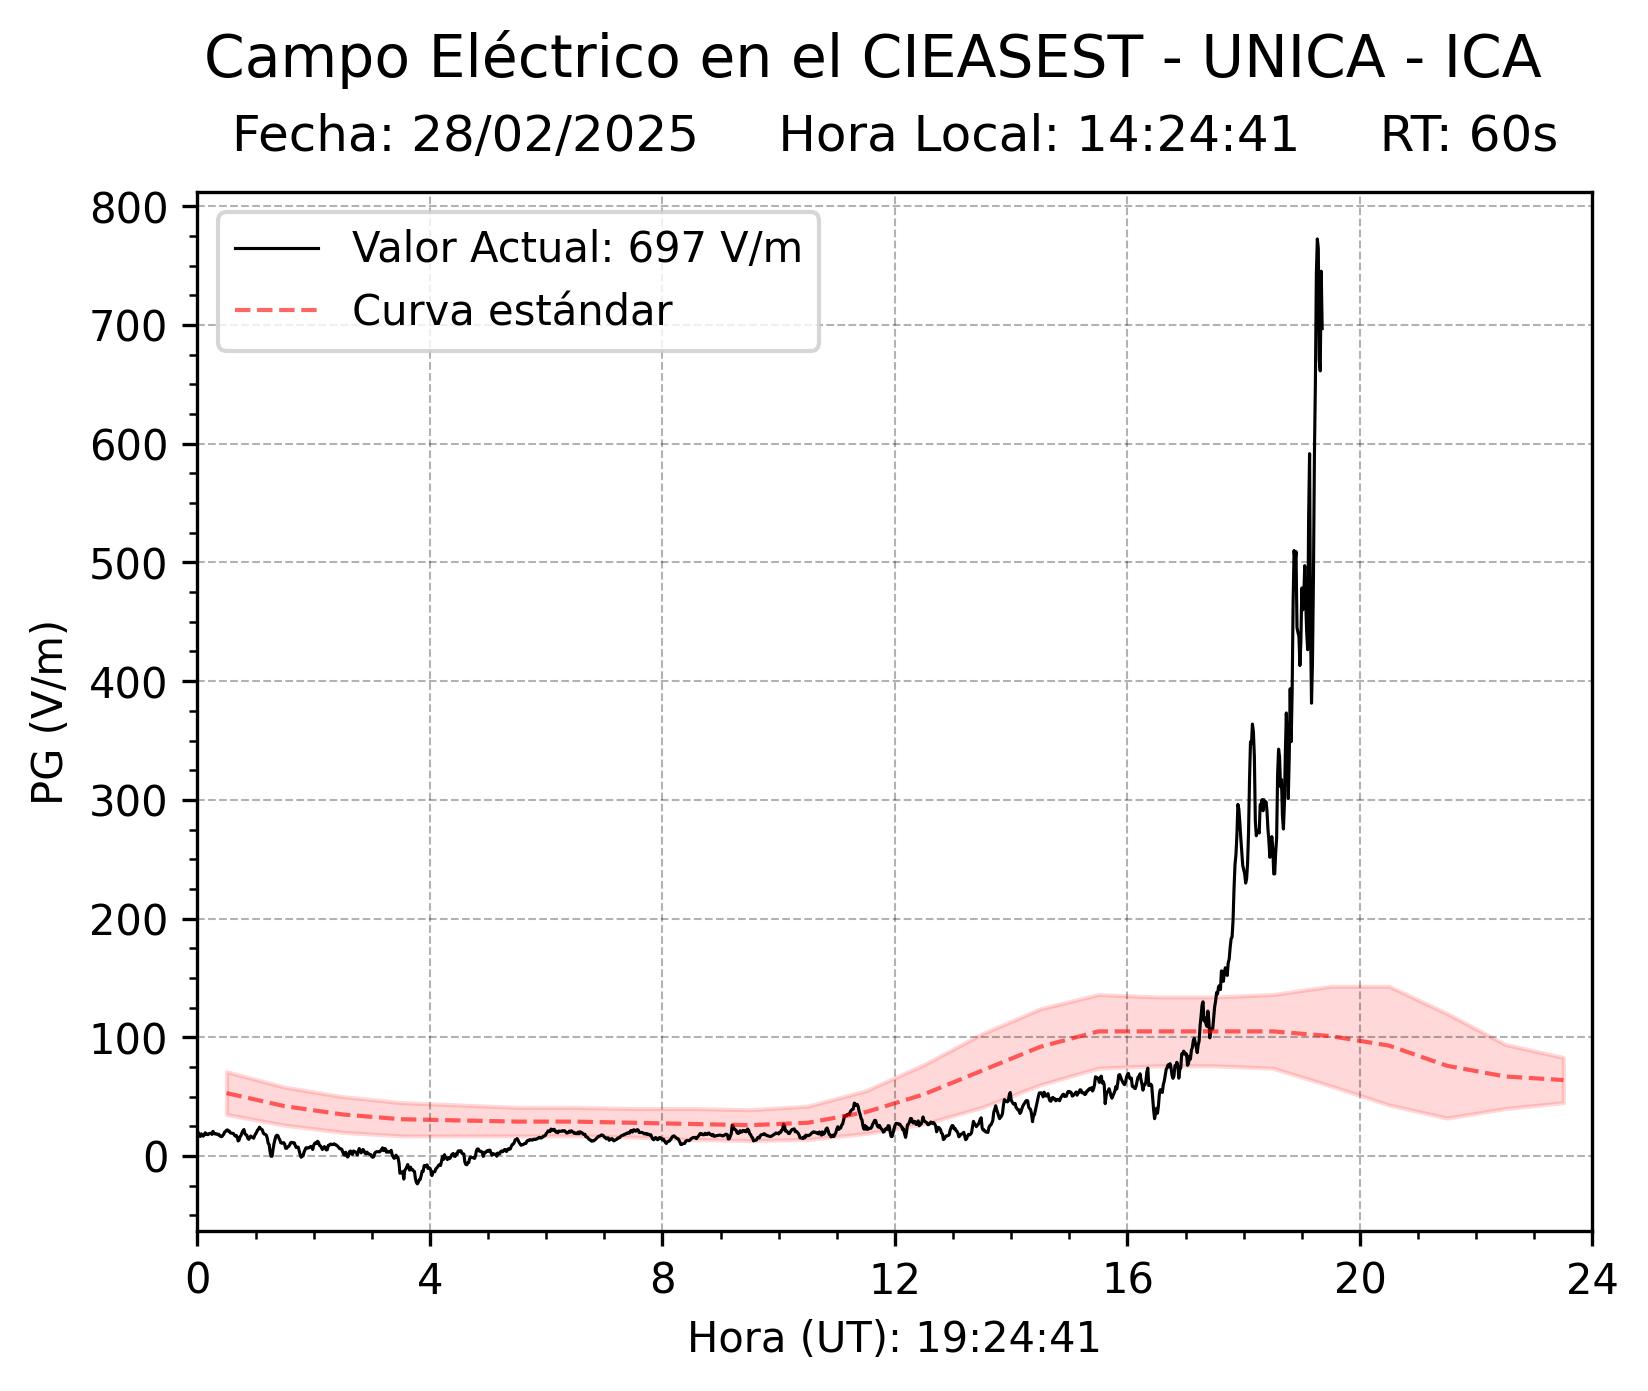 Campo Eléctrico en el CIEASEST - UNICA - ICA
Fecha: 28/02/2025 Hora Local: 14:24:41 RT: 60s
Valor Actual: 697 V/m
Curva estándar
800
700
600
500
400
300
200
100
0
PG (V/m)
0 4 8 12 16 20 24
Hora (UT): 19:24:41